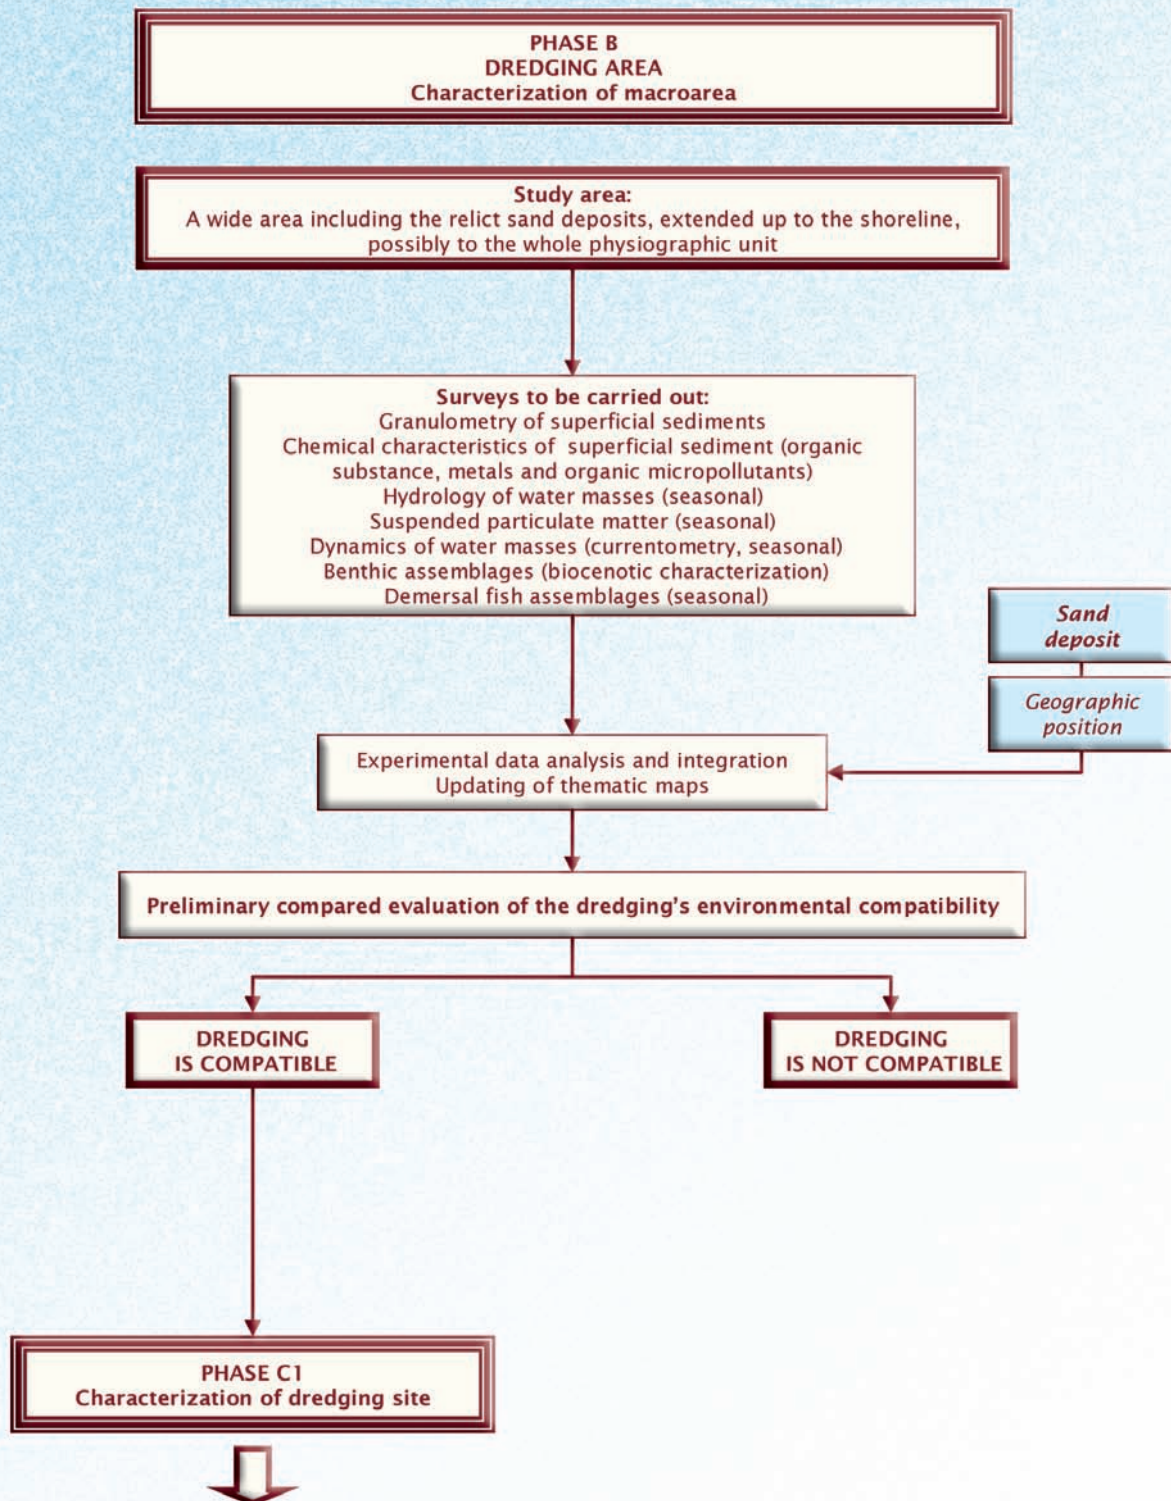 PHASE B
DREDGING AREA
Characterization of macroarea
Study area:
A wide area including the relict sand deposits, extended up to the shoreline,
possibly to the whole physiographic unit
Surveys to be carried out:
Granulometry of superficial sediments
Chemical characteristics of superficial sediment (organic
substance, metals and organic micropollutants)
Hydrology of water masses (seasonal)
Suspended particulate matter (seasonal)
Dynamics of water masses (currentometry, seasonal)
Benthic assemblages (biocenotic characterization)
Demersal fish assemblages (seasonal)
Sand
deposit
Geographic
position
Experimental data analysis and integration
Updating of thematic maps
Preliminary compared evaluation of the dredging's environmental compatibility
DREDGING
IS COMPATIBLE
DREDGING
IS NOT COMPATIBLE
PHASE C1
Characterization of dredging site